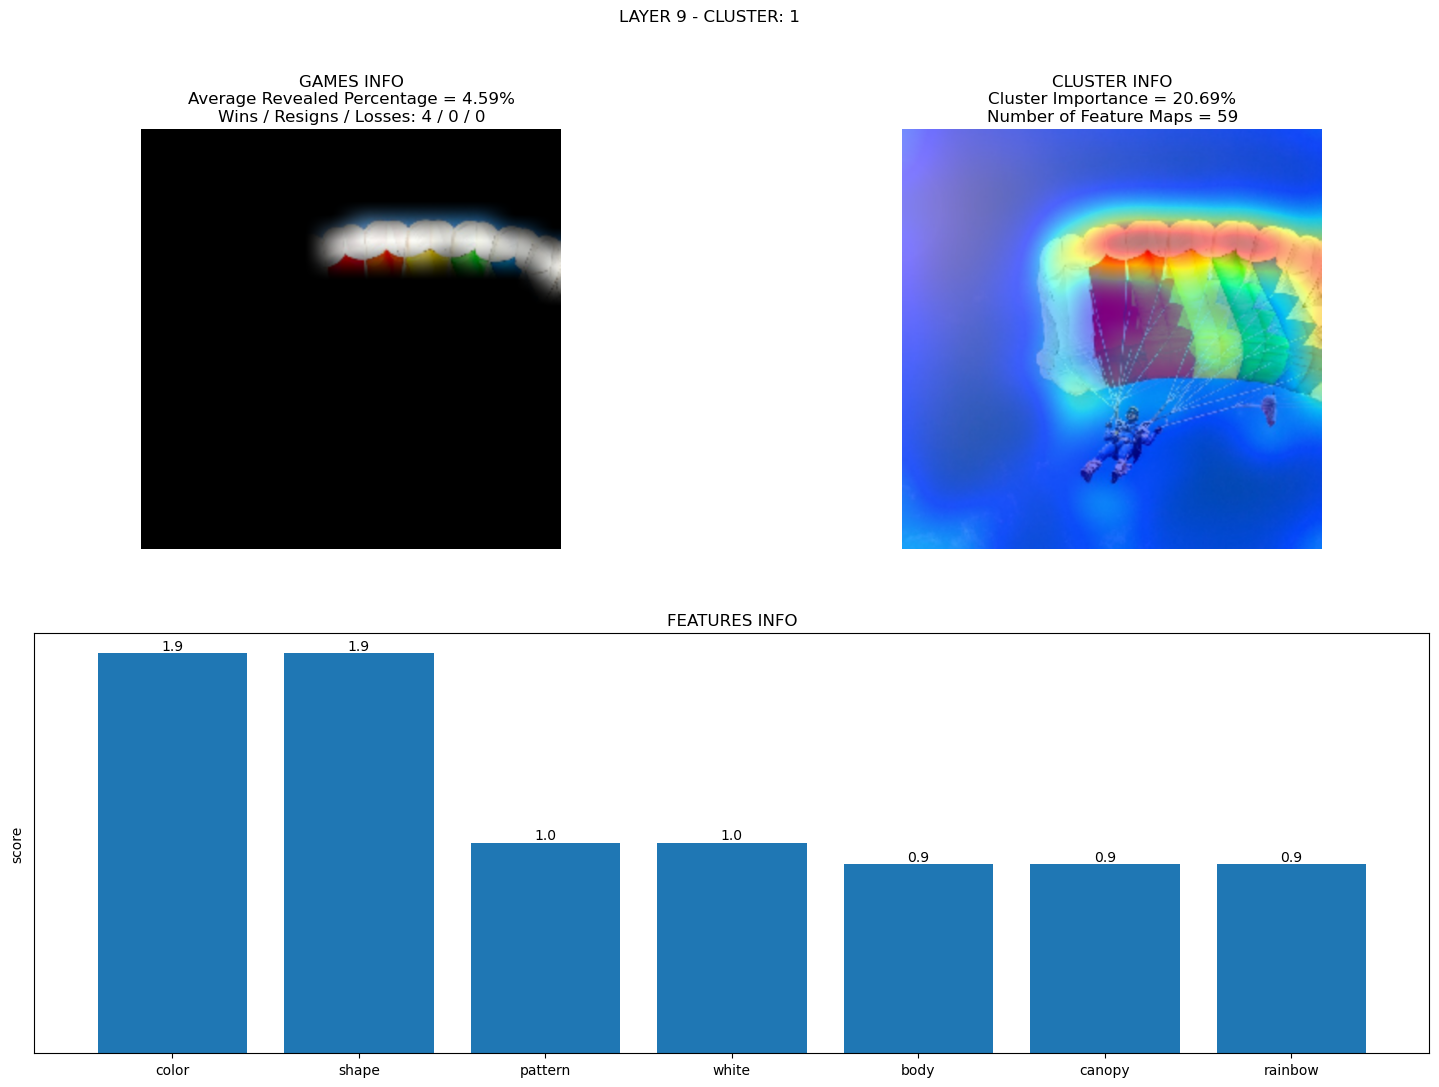 LAYER 9 - CLUSTER: 1
GAMES INFO
Average Revealed Percentage = 4.59%
Wins / Resigns / Losses: 4 / 0 / 0
CLUSTER INFO
Cluster Importance = 20.69%
Number of Feature Maps = 59
FEATURES INFO
score
1.9
1.9
1.0
1.0
0.9
0.9
0.9
color
shape
pattern
white
body
canopy
rainbow